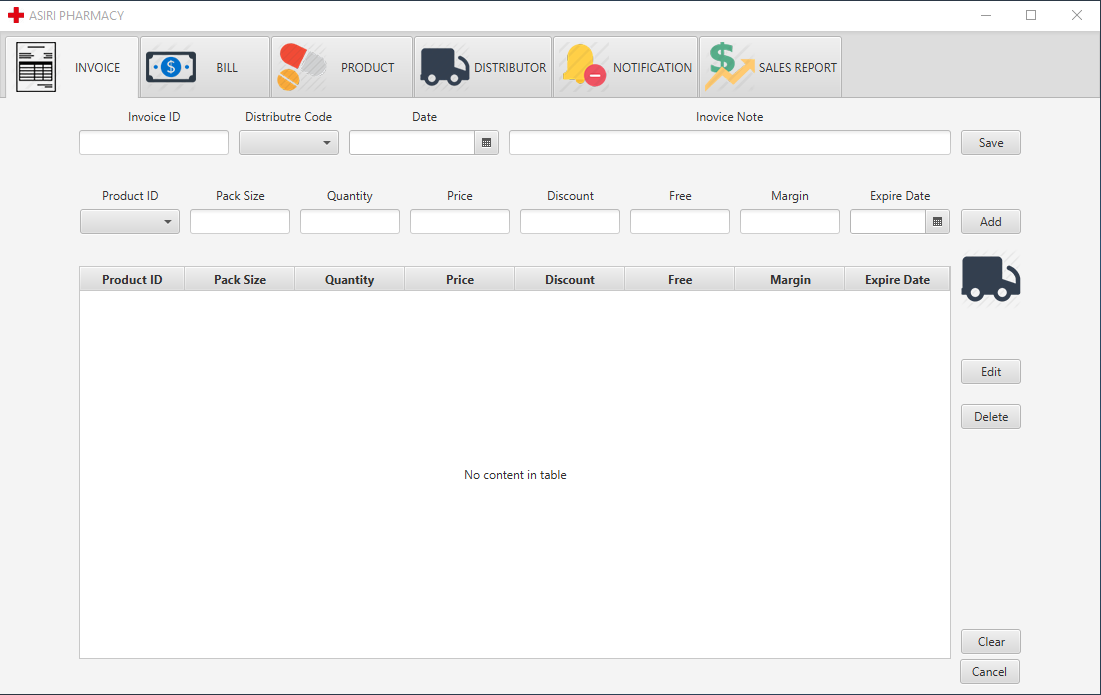 ASIRI PHARMACY
INVOICE BILL PRODUCT DISTRIBUTOR NOTIFICATION SALES REPORT
Invoice ID Distributre Code Date Inovice Note
Save
Product ID Pack Size Quantity Price Discount Free Margin Expire Date
Add
Product ID Pack Size Quantity Price Discount Free Margin Expire Date
Edit
Delete
No content in table
Clear
Cancel